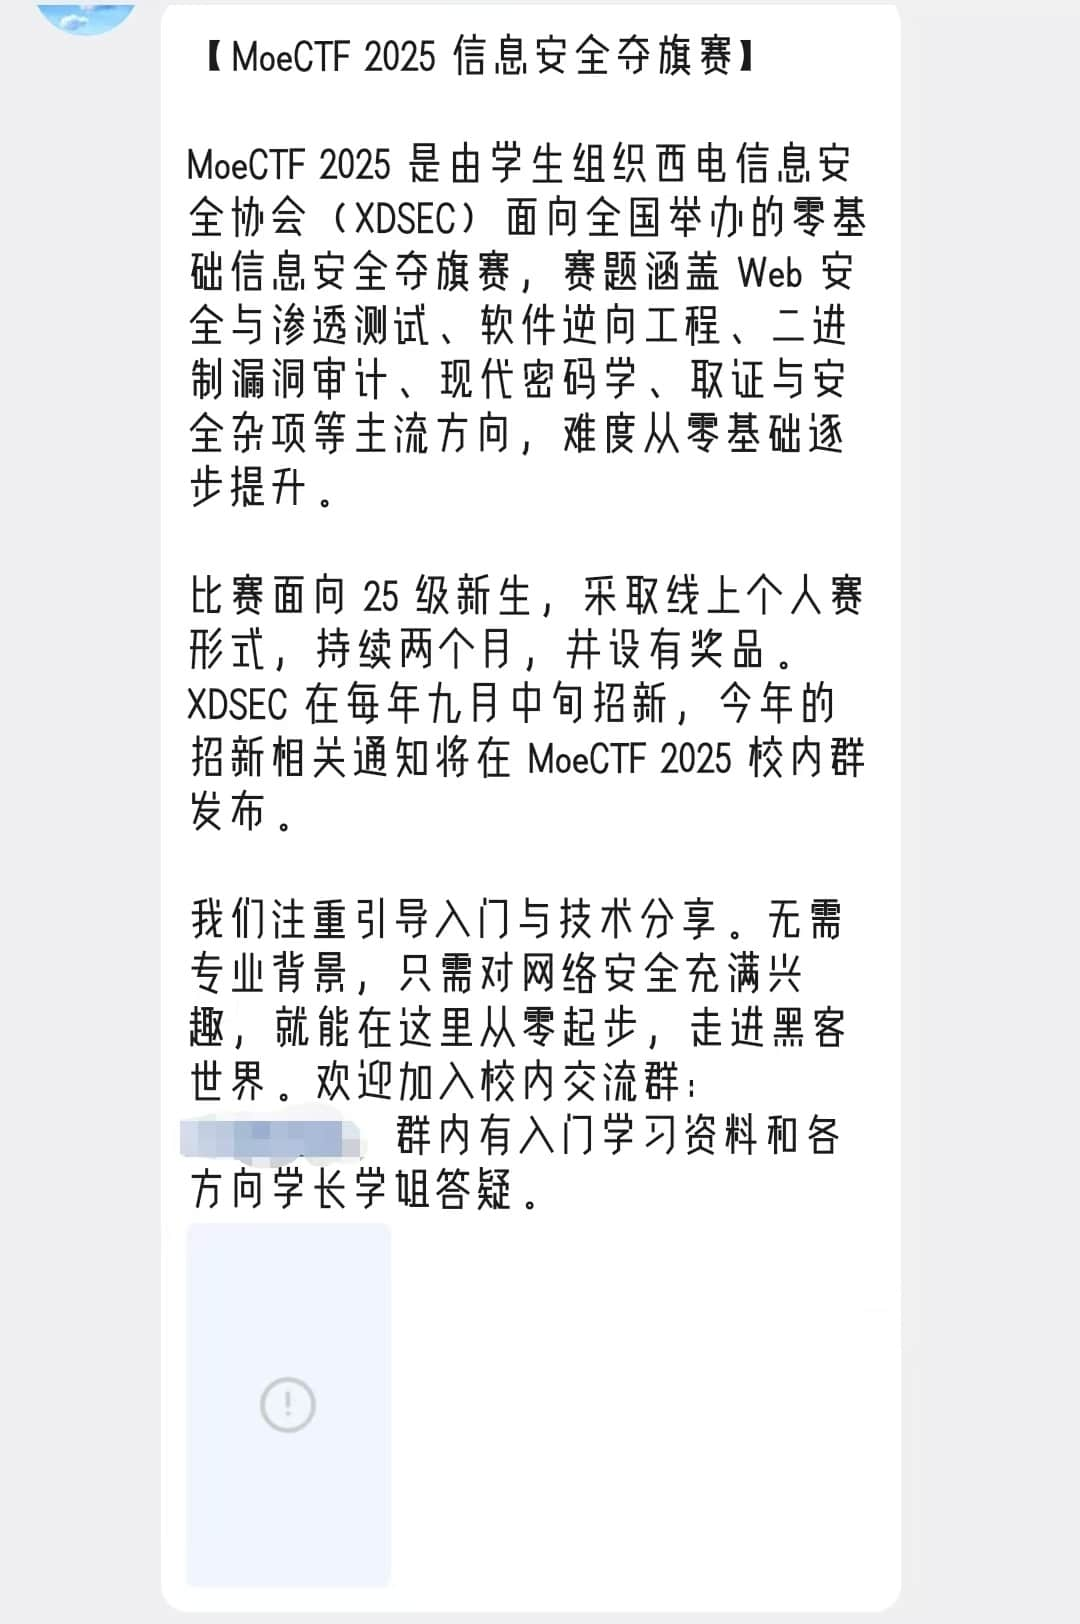 【MoeCTF 2025 信息安全夺旗赛】
MoeCTF 2025 是由学生组织西电信息安
全协会（XDSEC）面向全国举办的零基
础信息安全夺旗赛，赛题涵盖 Web 安
全与渗透测试、软件逆向工程、二进
制漏洞审计、现代密码学、取证与安
全杂项等主流方向，难度从零基础逐
步提升。
比赛面向 25 级新生，采取线上个人赛
形式，持续两个月，并设有奖品。
XDSEC 在每年九月中旬招新，今年的
招新相关通知将在 MoeCTF 2025 校内群
发布。
我们注重引导入门与技术分享。无需
专业背景，只需对网络安全充满兴
趣，就能在这里从零起步，走进黑客
世界。欢迎加入校内交流群：
群内有入门学习资料和各
方向学长学姐答疑。